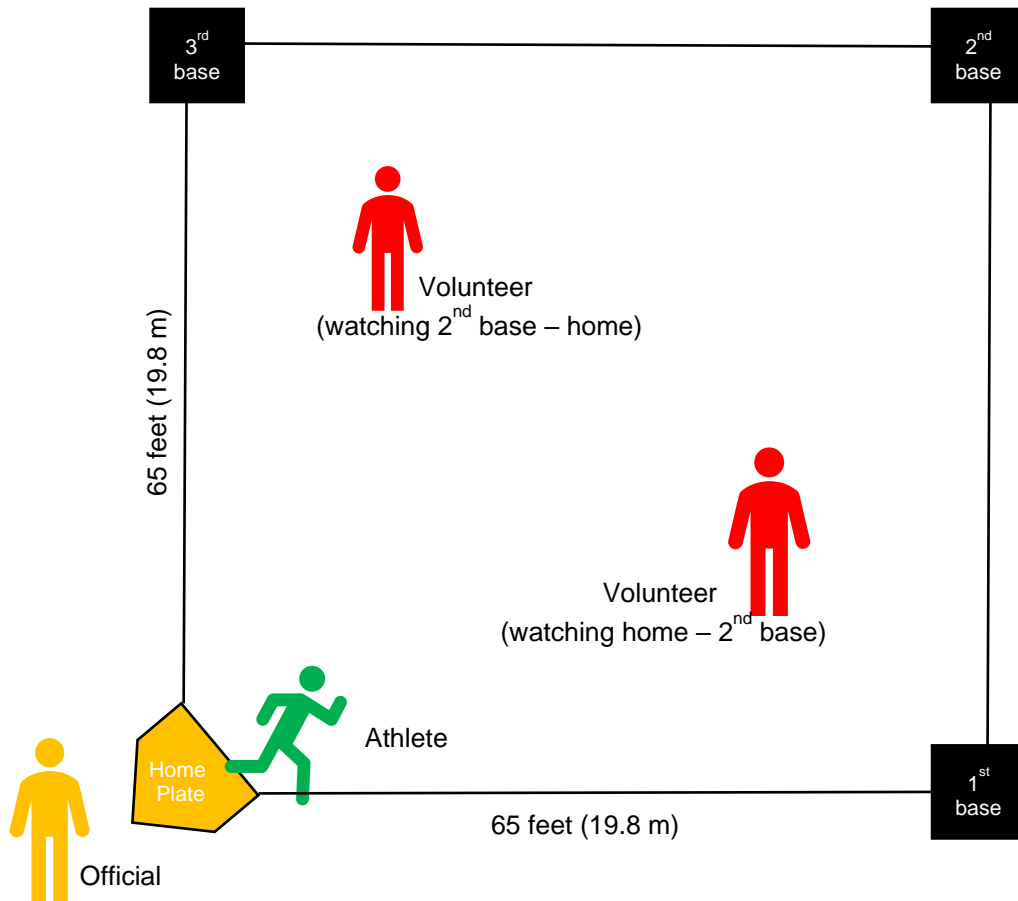 3rd
base
2nd
base
Volunteer
(watching 2nd base – home)
65 feet (19.8 m)
Volunteer
(watching home – 2nd base)
Athlete
Home
Plate
1st
base
65 feet (19.8 m)
Official